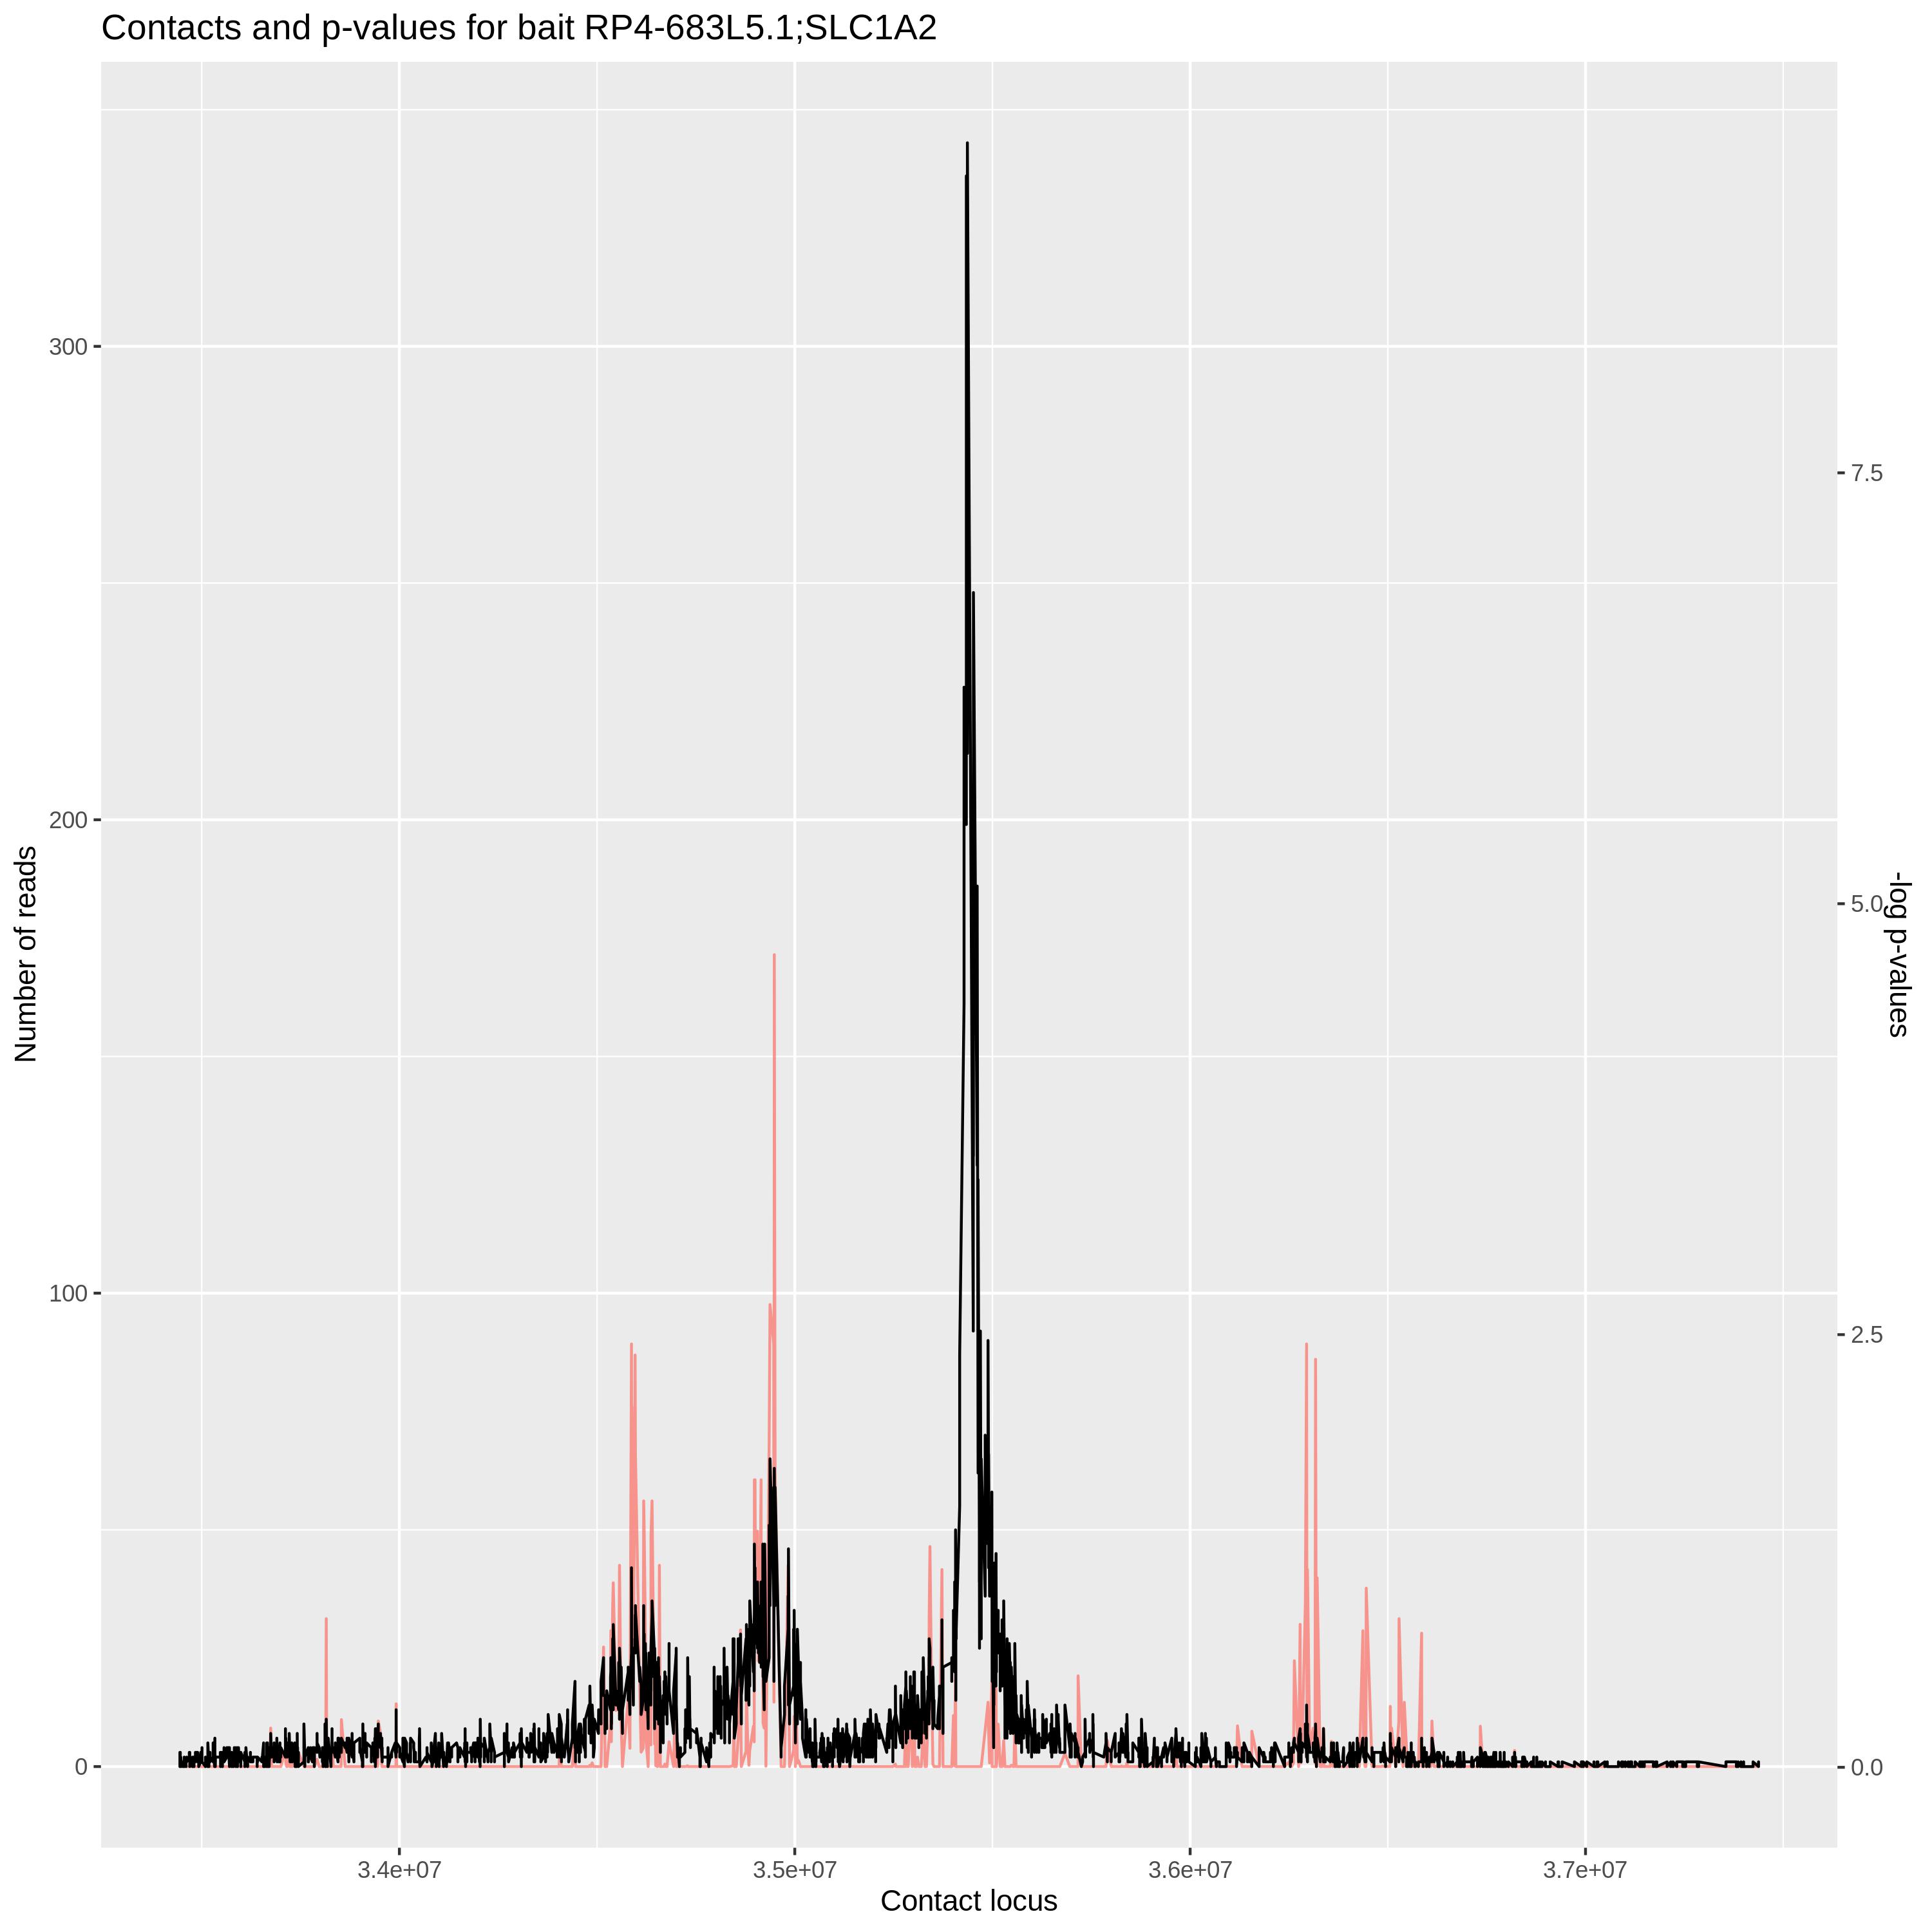 Contacts and p-values for bait RP4-683L5.1;SLC1A2
300
200
100
0
Number of reads
7.5
5.0
2.5
0.0
-log p-values
3.4e+07
3.5e+07
3.6e+07
3.7e+07
Contact locus